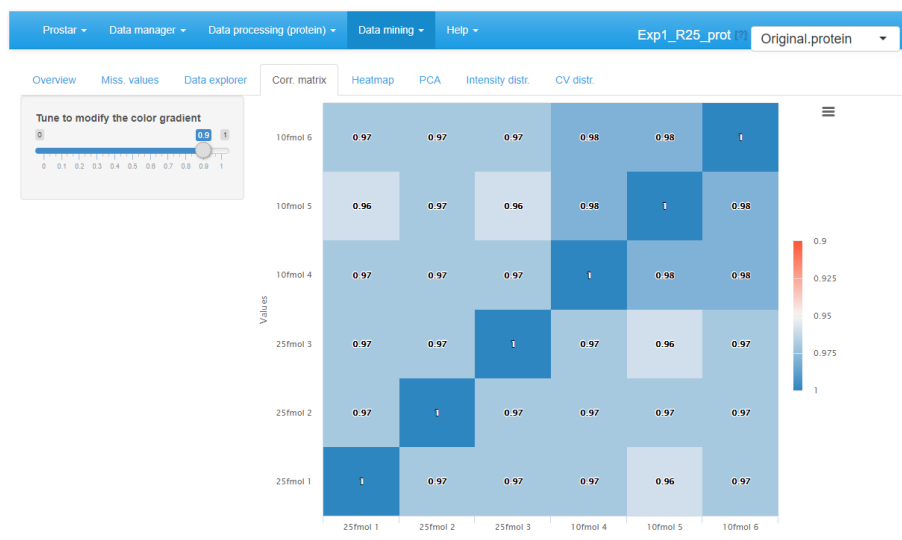 Prostar Data manager Data processing (protein) Data mining Help Exp1_R25_prot [?] Original.protein
Overview Miss. values Data explorer Corr. matrix Heatmap PCA Intensity distr. CV distr.
Tune to modify the color gradient
0 0.9 1
0 0.1 0.2 0.3 0.4 0.5 0.6 0.7 0.8 0.9 1
Values
10fmol 6 0.97 0.97 0.97 0.98 0.98 1
10fmol 5 0.96 0.97 0.96 0.98 1 0.98
10fmol 4 0.97 0.97 0.97 1 0.98 0.98
25fmol 3 0.97 0.97 1 0.97 0.96 0.97
25fmol 2 0.97 1 0.97 0.97 0.97 0.97
25fmol 1 1 0.97 0.97 0.97 0.96 0.97
25fmol 1 25fmol 2 25fmol 3 10fmol 4 10fmol 5 10fmol 6
0.9
0.925
0.95
0.975
1